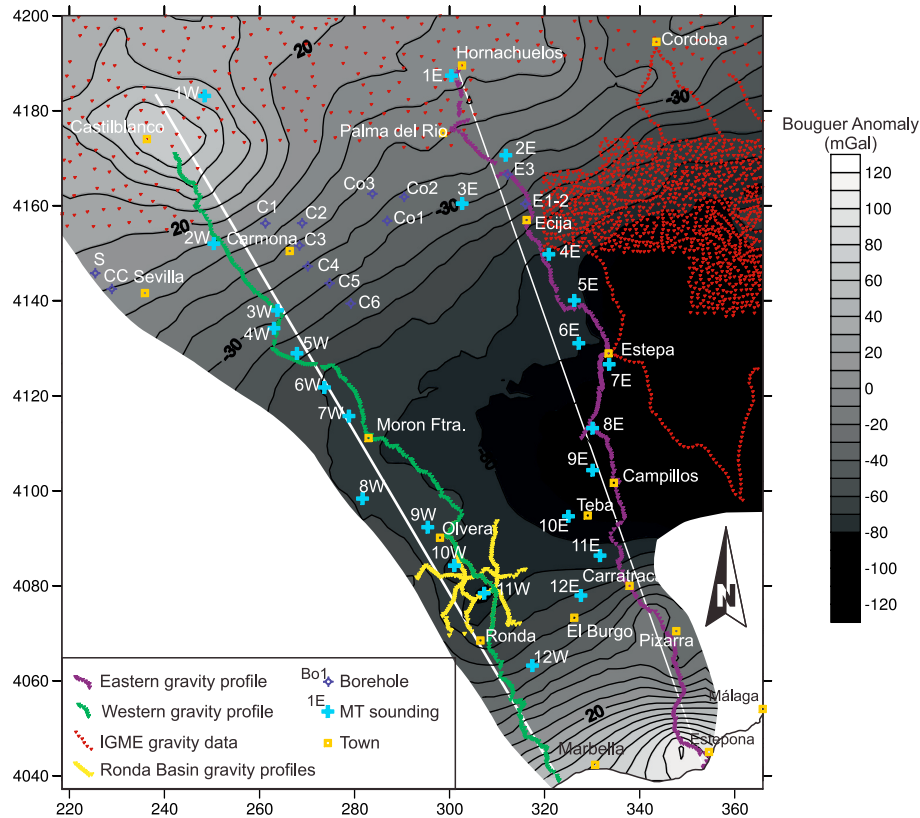 4200
4180
4160
4140
4120
4100
4080
4060
4040
220
240
260
280
300
320
340
360
20
Hornachuelos
Cordoba
1E
-30
1W
Castilblanco
Palma del Rio
2E
E3
Co3
Co2
3E
-30
E1-2
Co1
Ecija
C1
C2
20
2W
Carmona
C3
4E
S
CC
Sevilla
C4
C5
C6
5E
3W
4W
6E
-30
5W
Estepa
7E
6W
7W
Moron Ftra.
8E
-80
9E
Campillos
8W
Teba
9W
10E
Olvera
10W
11E
11W
12E
Carratrac
El Burgo
Pizarra
Ronda
12W
20
Málaga
Marbella
Estepona
N
Bouguer Anomaly
(mGal)
120
100
80
60
40
20
0
-20
-40
-60
-80
-100
-120
Eastern gravity profile
Western gravity profile
IGME gravity data
Ronda Basin gravity profiles
Bo1
Borehole
1E
MT sounding
Town